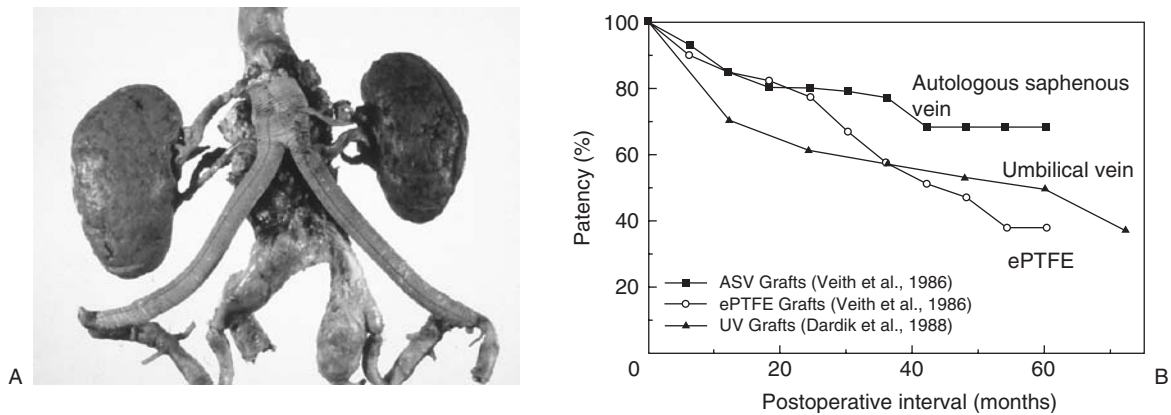 A
100
80
60
40
20
0
20
40
60
Patency (%)
Postoperative interval (months)
Autologous saphenous
vein
Umbilical vein
ePTFE
ASV Grafts (Veith et al., 1986)
ePTFE Grafts (Veith et al., 1986)
UV Grafts (Dardik et al., 1988)
B